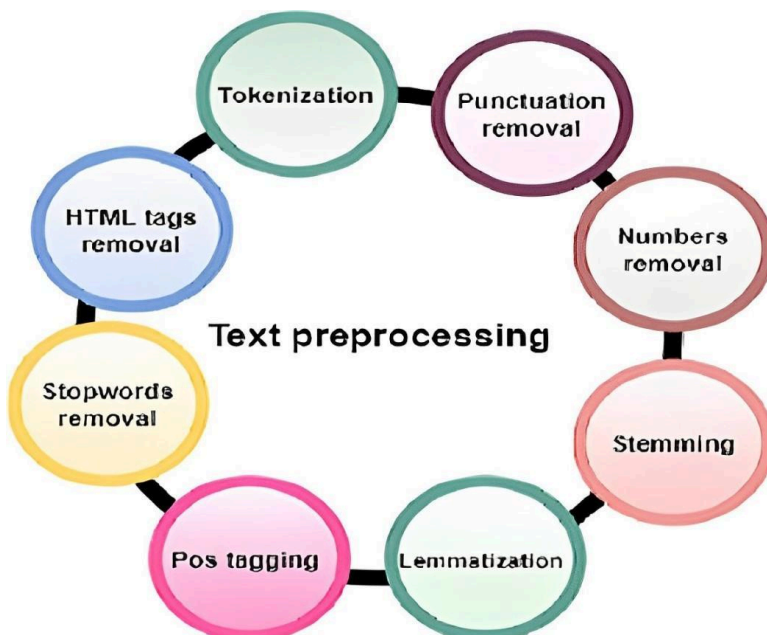 Tokenization
Punctuation
removal
HTML tags
removal
Numbers
removal
Text preprocessing
Stopwords
removal
Stemming
Pos tagging
Lemmatization